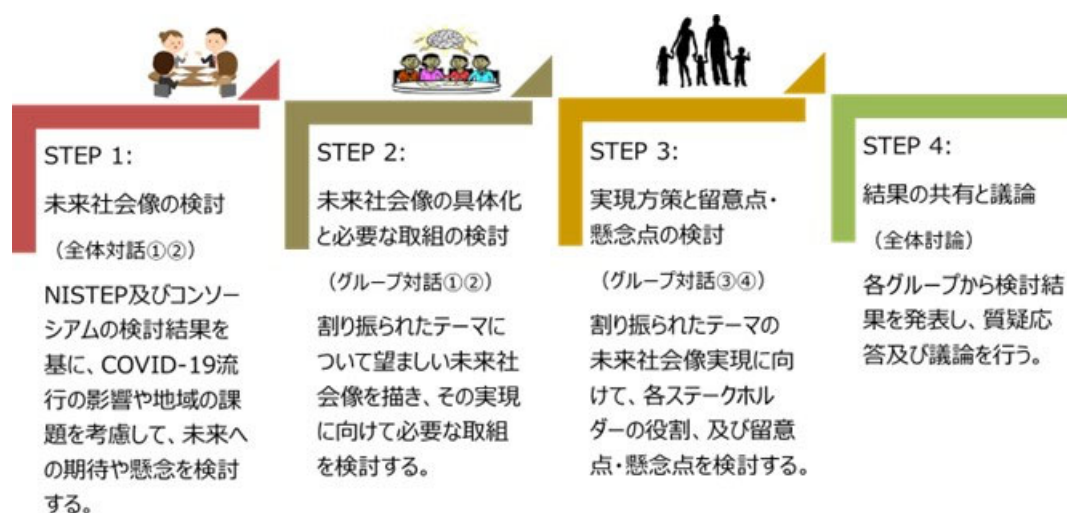 STEP 1:
未来社会像の検討
（全体対話①②）
NISTEP及びコンソー
シアムの検討結果を
基に、COVID-19流
行の影響や地域の課
題を考慮して、未来へ
の期待や懸念を検討
する。
STEP 2:
未来社会像の具体化
と必要な取組の検討
（グループ対話①②）
割り振られたテーマに
ついて望ましい未来社
会像を描き、その実現
に向けて必要な取組
を検討する。
STEP 3:
実現方策と留意点・
懸念点の検討
（グループ対話③④）
割り振られたテーマの
未来社会像実現に向
けて、各ステークホル
ダーの役割、及び留意
点・懸念点を検討する。
STEP 4:
結果の共有と議論
（全体討論）
各グループから検討結
果を発表し、質疑応
答及び議論を行う。